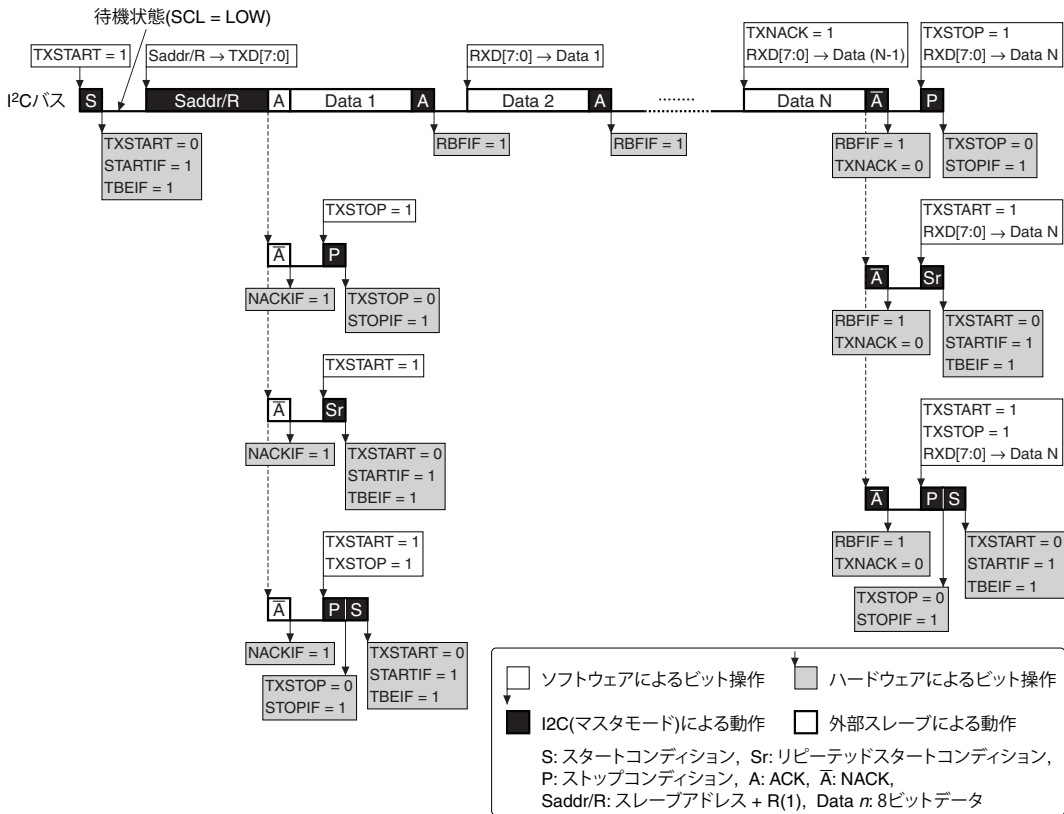 待機状態(SCL = LOW)
TXSTART = 1
Saddr/R → TXD[7:0]
RXD[7:0] → Data 1
TXNACK = 1
RXD[7:0] → Data (N-1)
TXSTOP = 1
RXD[7:0] → Data N
I²Cバス
S
Saddr/R
A
Data 1
A
Data 2
A
........
Data N
A̅
P
TXSTART = 0
STARTIF = 1
TBEIF = 1
RBFIF = 1
RBFIF = 1
RBFIF = 1
TXNACK = 0
TXSTOP = 0
STOPIF = 1
TXSTOP = 1
A̅
P
NACKIF = 1
TXSTOP = 0
STOPIF = 1
TXSTART = 1
RXD[7:0] → Data N
A̅
Sr
RBFIF = 1
TXNACK = 0
TXSTART = 0
STARTIF = 1
TBEIF = 1
TXSTART = 1
A̅
Sr
NACKIF = 1
TXSTART = 0
STARTIF = 1
TBEIF = 1
TXSTART = 1
TXSTOP = 1
RXD[7:0] → Data N
A̅
P
S
RBFIF = 1
TXNACK = 0
TXSTOP = 0
STOPIF = 1
TXSTART = 0
STARTIF = 1
TBEIF = 1
TXSTART = 1
TXSTOP = 1
A̅
P
S
NACKIF = 1
TXSTOP = 0
STOPIF = 1
TXSTART = 0
STARTIF = 1
TBEIF = 1
ソフトウェアによるビット操作
ハードウェアによるビット操作
I2C(マスタモード)による動作
外部スレーブによる動作
S: スタートコンディション, Sr: リピーテッドスタートコンディション,
P: ストップコンディション, A: ACK, A̅: NACK,
Saddr/R: スレーブアドレス + R(1), Data n: 8ビットデータ